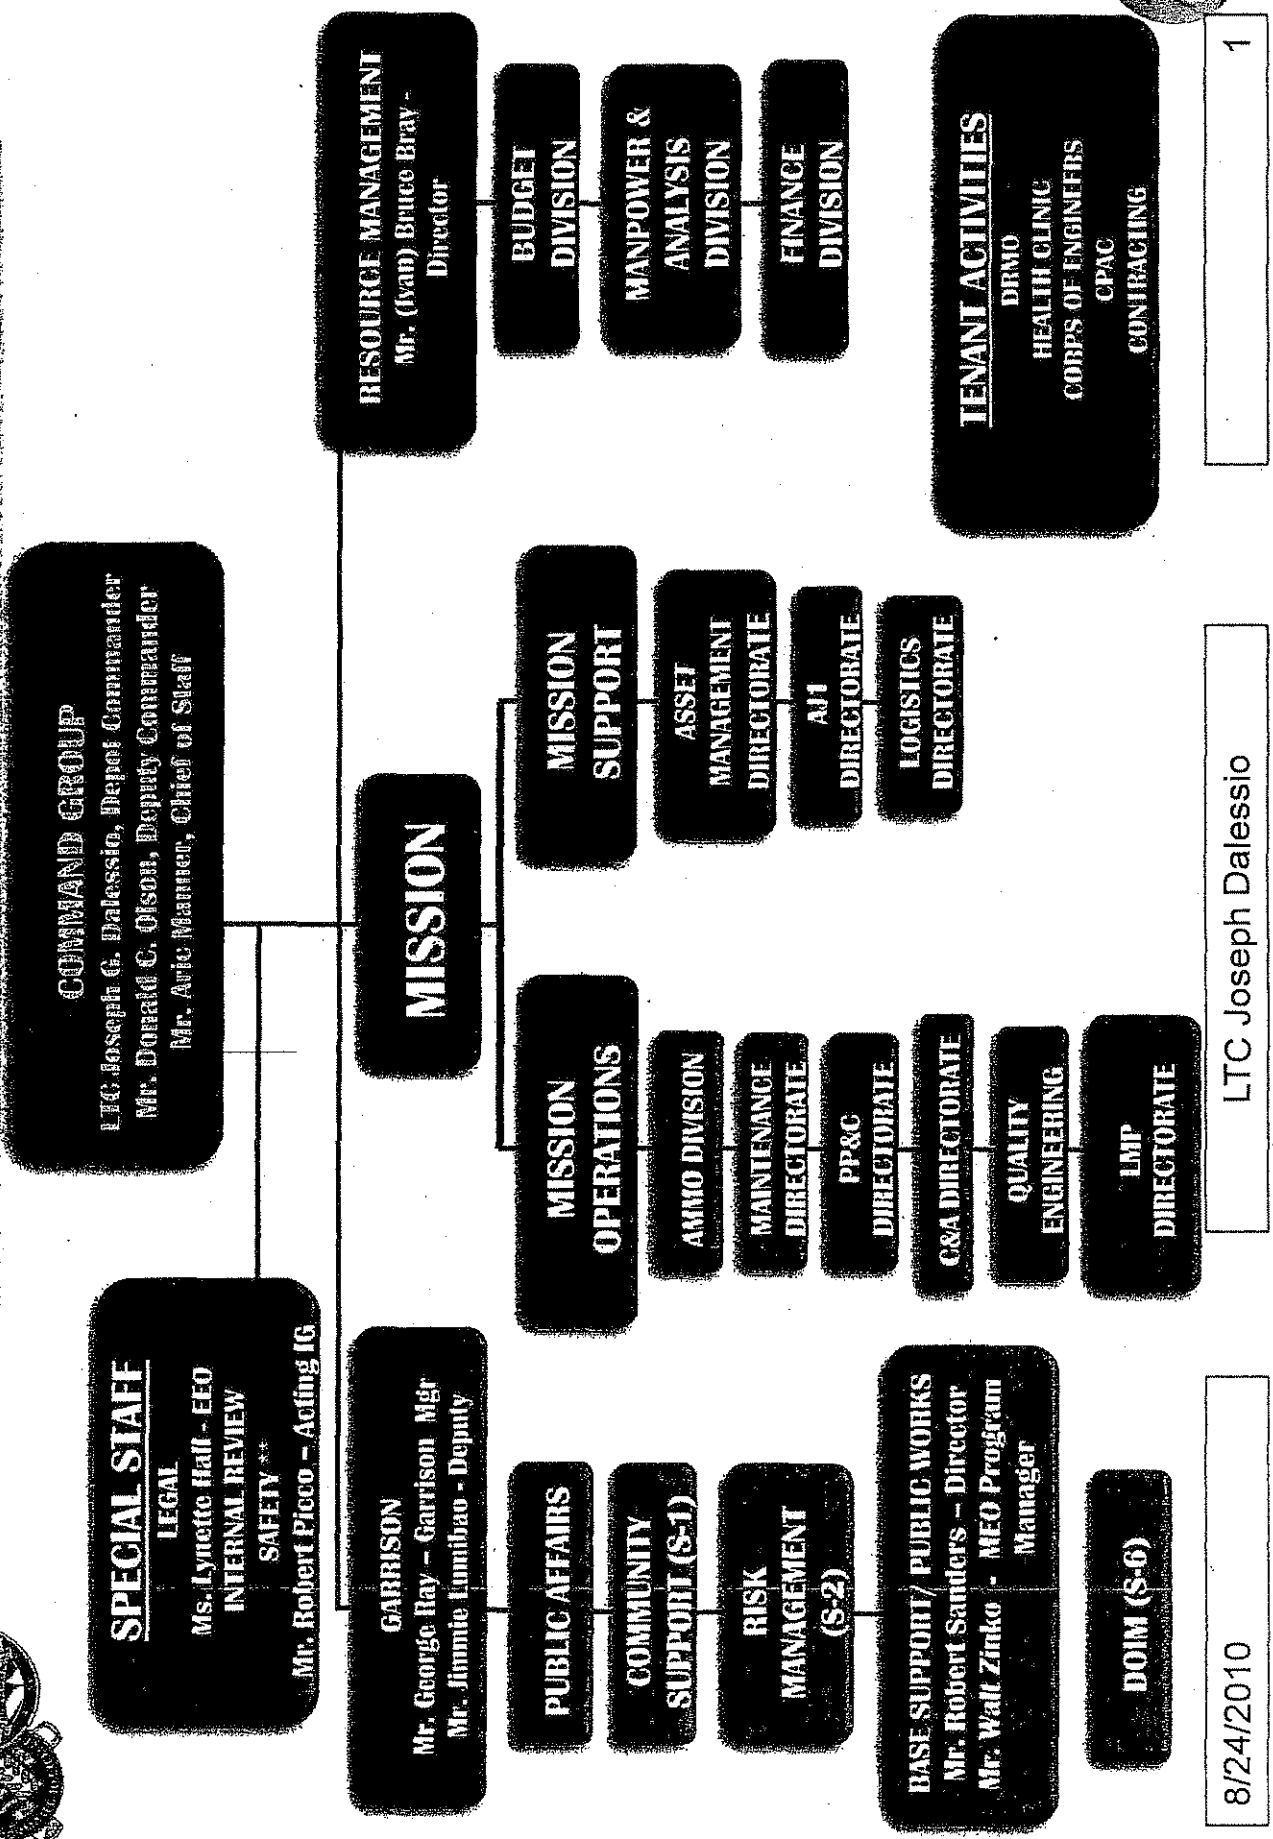 COMMAND GROUP
LTC Joseph G. Dalessio, Depot Commander
Mr. Donald C. Olson, Deputy Commander
Mr. Aric Manner, Chief of Staff
SPECIAL STAFF
LEGAL
Ms. Lynette Hall - EEO
INTERNAL REVIEW
SAFETY **
Mr. Robert Picco – Acting IG
GARRISON
Mr. George Ray – Garrison Mgr
Mr. Jimmie - Deputy
PUBLIC AFFAIRS
COMMUNITY
SUPPORT (S-1)
RISK
MANAGEMENT
(S-2)
BASE SUPPORT/ PUBLIC WORKS
Mr. Robert Sanders – Director
Mr. Walt Zinko - MEO Program
Manager
DOIM (S-6)
MISSION
MISSION
OPERATIONS
AMMO DIVISION
MAINTENANCE
DIRECTORATE
PP&C
DIRECTORATE
DIRECTORATE
QUALITY
ENGINEERING
LMP
DIRECTORATE
MISSION
SUPPORT
ASSET
MANAGEMENT
DIRECTORATE
DIRECTORATE
LOGISTICS
DIRECTORATE
RESOURCE MANAGEMENT
Mr. (Ivan) Bruce Bray -
Director
BUDGET
DIVISION
MANPOWER &
ANALYSIS
DIVISION
FINANCE
DIVISION
TENANT ACTIVITIES
DRMO
HEALTH CLINIC
CORPS OF ENGINEERS
CPAC
CONTRACTING
8/24/2010
LTC Joseph Dalessio
1